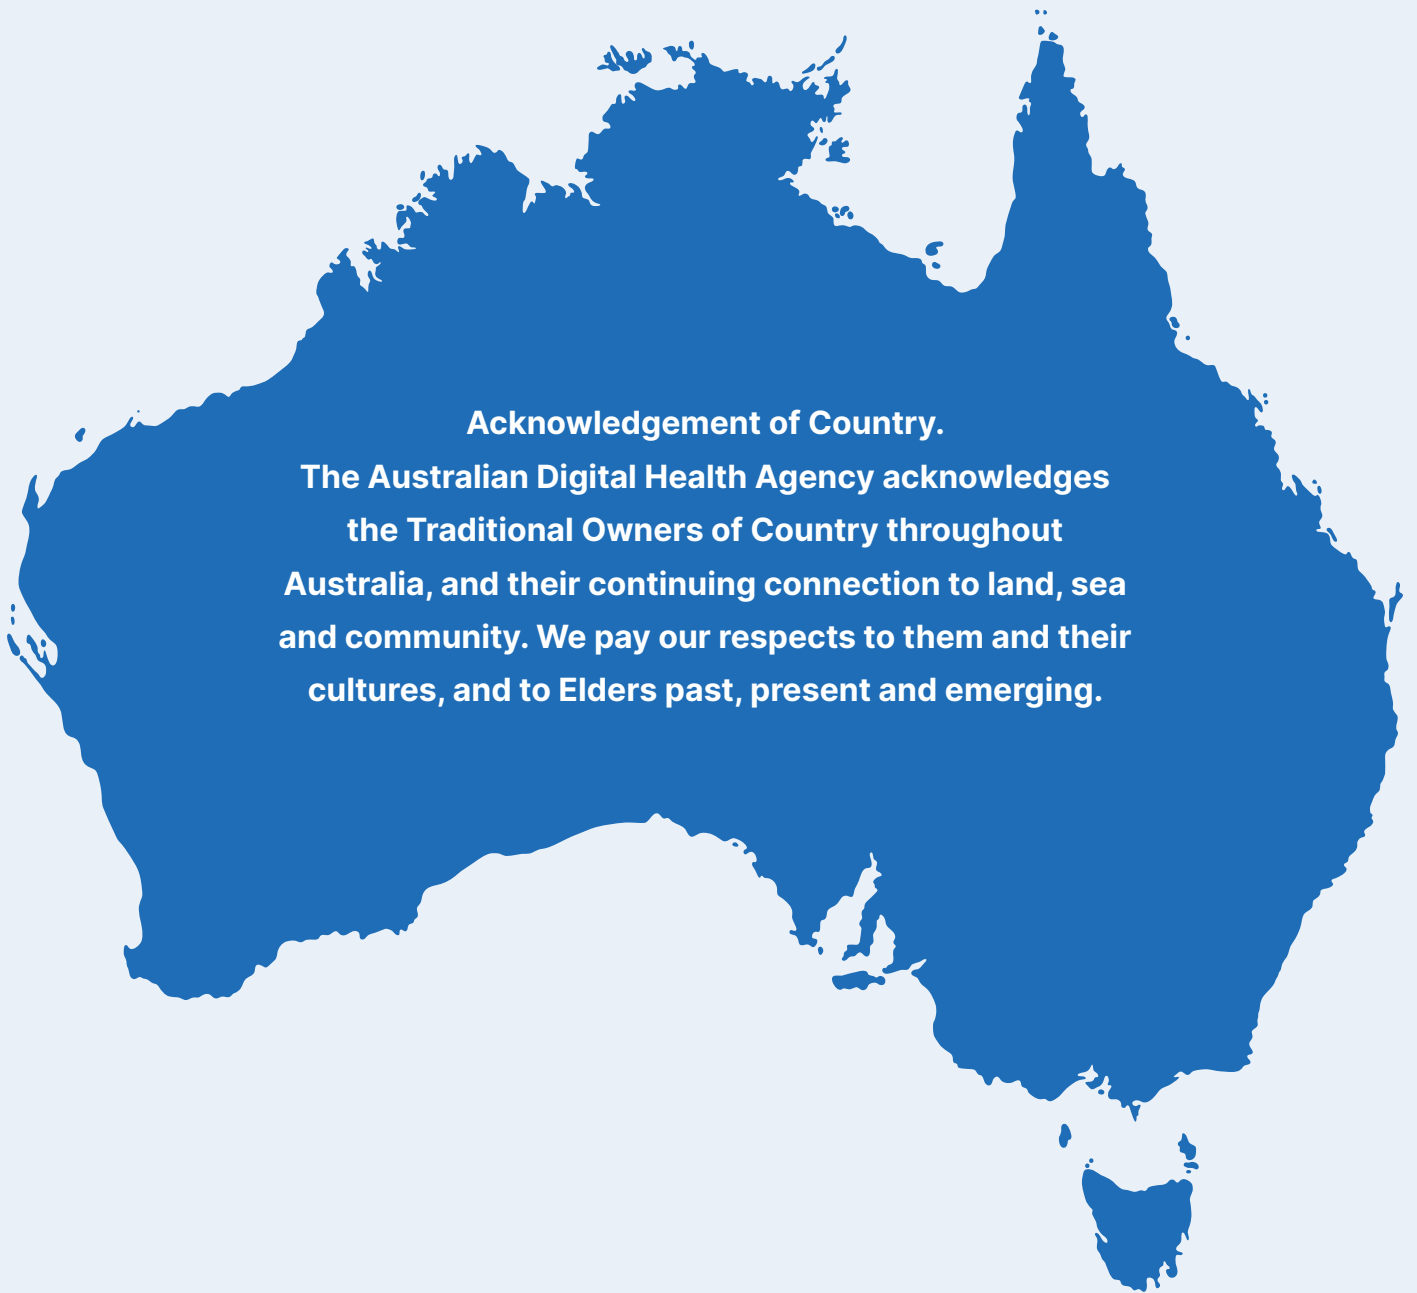 Acknowledgement of Country.
The Australian Digital Health Agency acknowledges
the Traditional Owners of Country throughout
Australia, and their continuing connection to land, sea
and community. We pay our respects to them and their
cultures, and to Elders past, present and emerging.